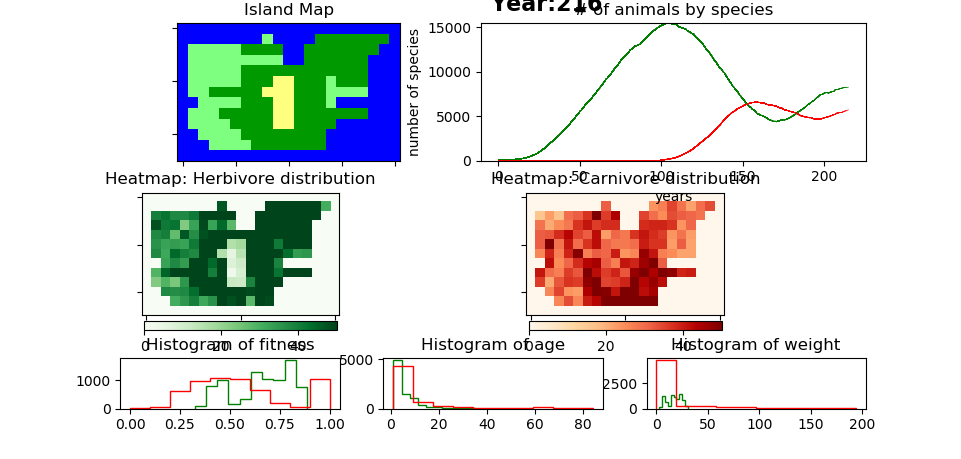 Year:216
Island Map
# of animals by species
number of species
15000
10000
5000
0
0 50 100 150 200
years
Heatmap: Herbivore distribution
Heatmap: Carnivore distribution
0 20 40
0 20 40
Histogram of fitness
Histogram of age
Histogram of weight
1000
0
0.00 0.25 0.50 0.75 1.00
5000
0
0 20 40 60 80
2500
0
0 50 100 150 200